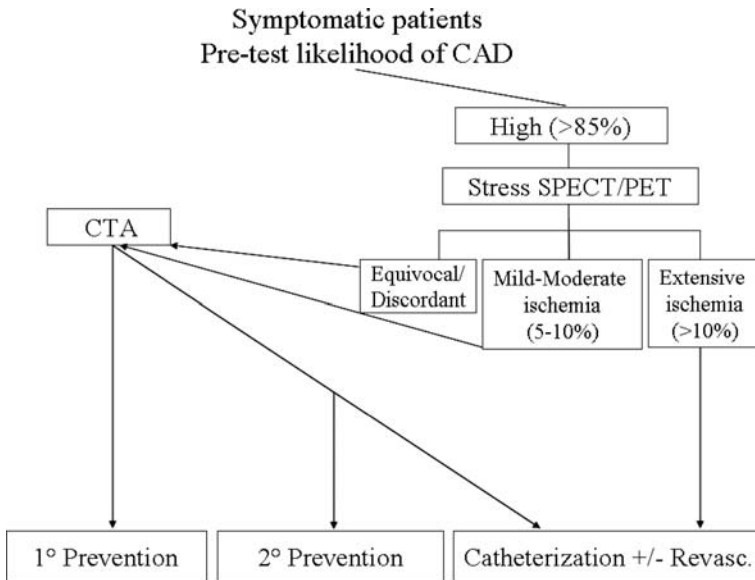 Symptomatic patients
Pre-test likelihood of CAD
High (>85%)
Stress SPECT/PET
CTA
Equivocal/
Discordant
Mild-Moderate
ischemia
(5-10%)
Extensive
ischemia
(>10%)
1° Prevention
2° Prevention
Catheterization +/- Revasc.